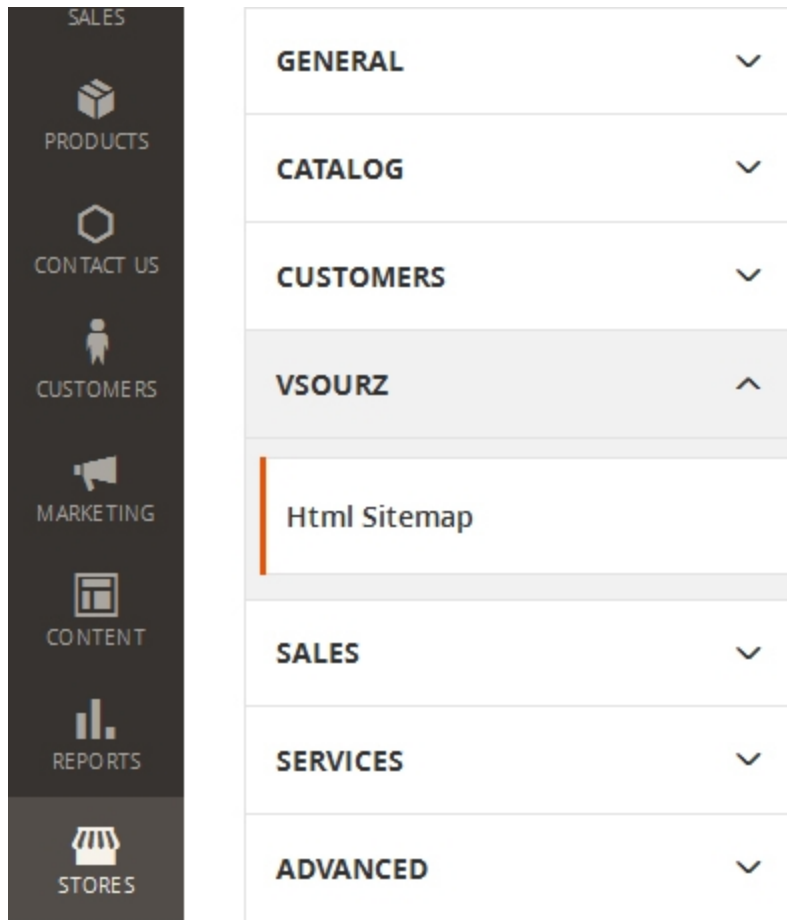 SALES
PRODUCTS
CONTACT US
CUSTOMERS
MARKETING
CONTENT
REPORTS
STORES
GENERAL
CATALOG
CUSTOMERS
VSOURZ
Html Sitemap
SALES
SERVICES
ADVANCED